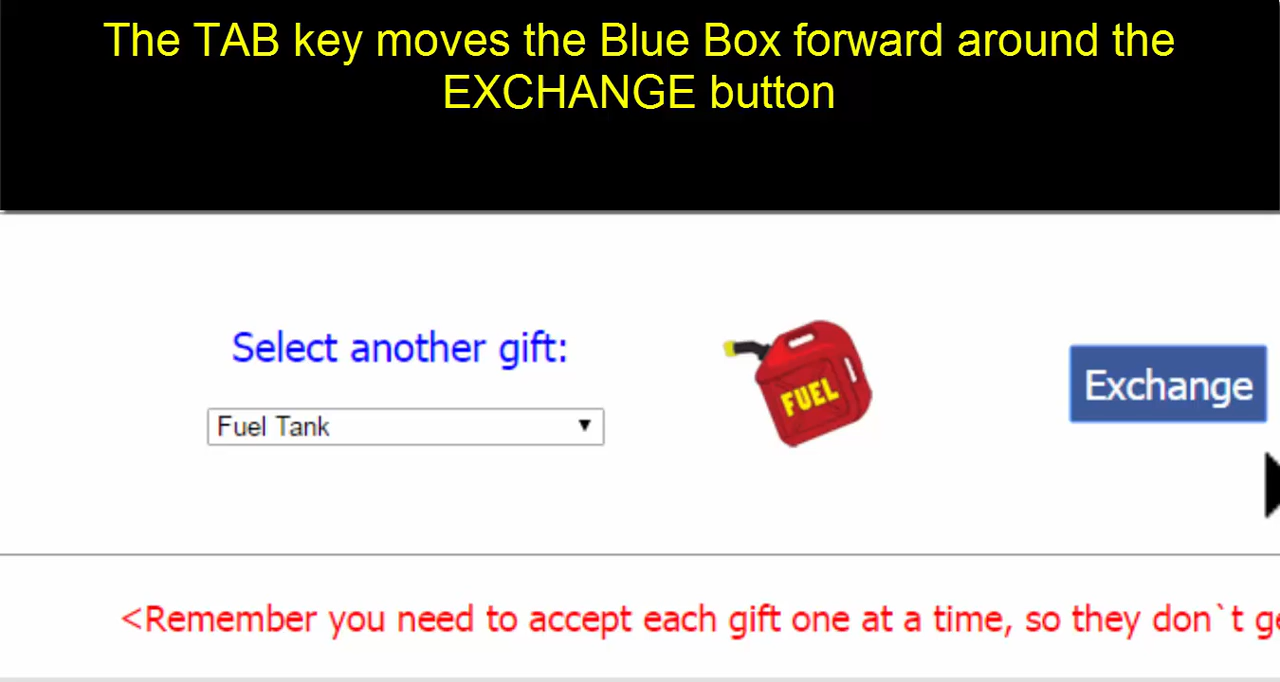 The TAB key moves the Blue Box forward around the
EXCHANGE button
Select another gift:
Fuel Tank
FUEL
Exchange
<Remember you need to accept each gift one at a time, so they don`t ge